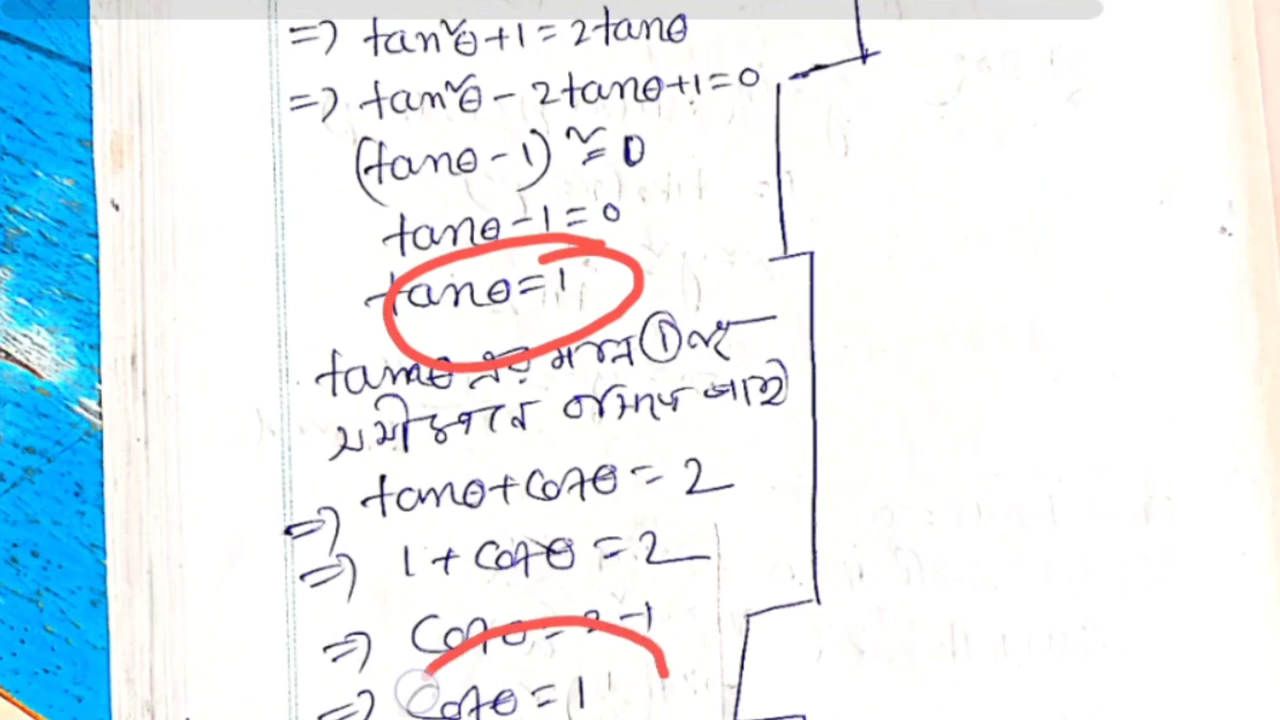 => tan²θ+1=2tanθ
=> tan²θ-2tanθ+1=0
(tanθ-1)²=0
tanθ-1=0
tanθ=1
tanθ এর মান ① নং
সমীকরণে বসিয়ে পাই
=> tanθ+cotθ=2
=> 1+cotθ=2
=> cotθ=2-1
=> cotθ=1